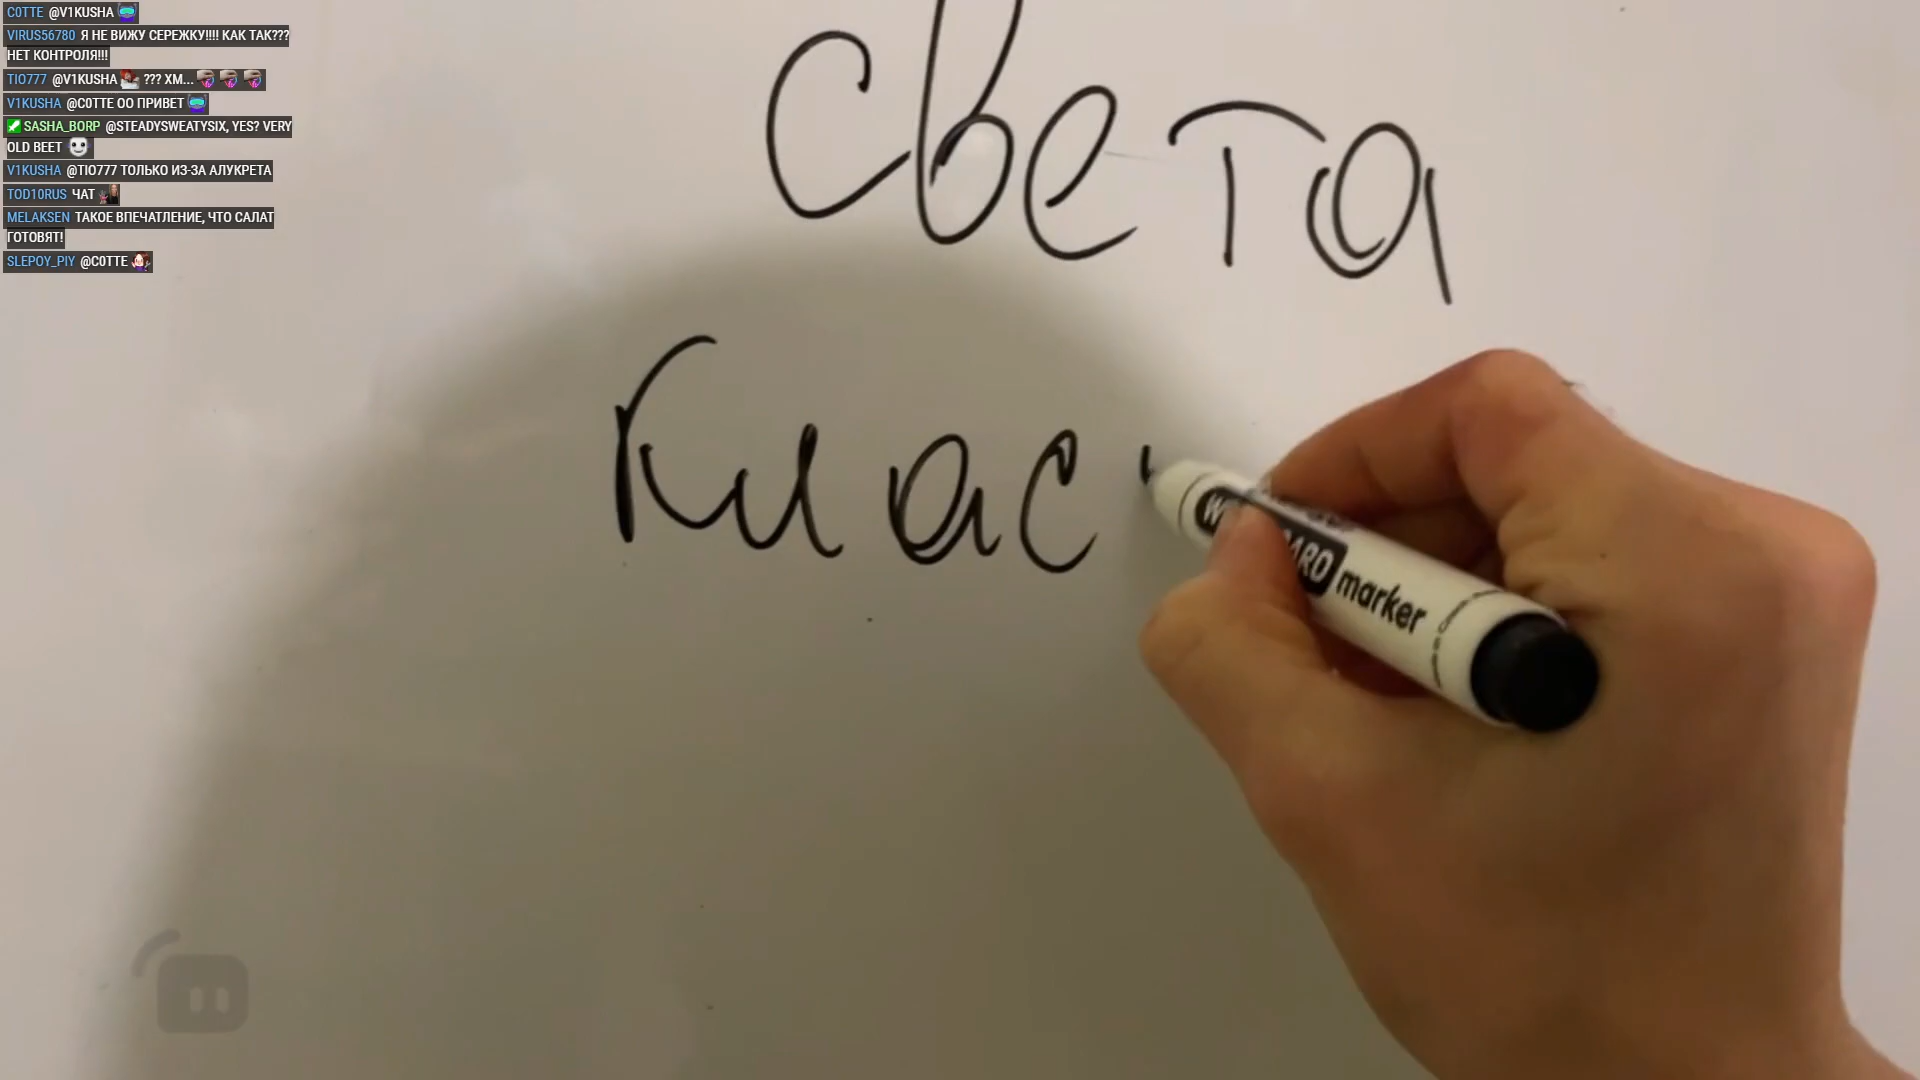 C0TTE @V1KUSHA
VIRUS56780 Я НЕ ВИЖУ СЕРЕЖКУ!!!! КАК ТАК???
НЕТ КОНТРОЛЯ!!!
TIO777 @V1KUSHA ??? ХМ...
V1KUSHA @C0TTE ОО ПРИВЕТ
SASHA_BORP @STEADYSWEATYSIX, YES? VERY
OLD BEET
V1KUSHA @TIO777 ТОЛЬКО ИЗ-ЗА АЛУКРЕТА
TOD10RUS ЧАТ
MELAKSEN ТАКОЕ ВПЕЧАТЛЕНИЕ, ЧТО САЛАТ
ГОТОВЯТ!
SLEPOY_PIY @C0TTE
света
Киас
marker